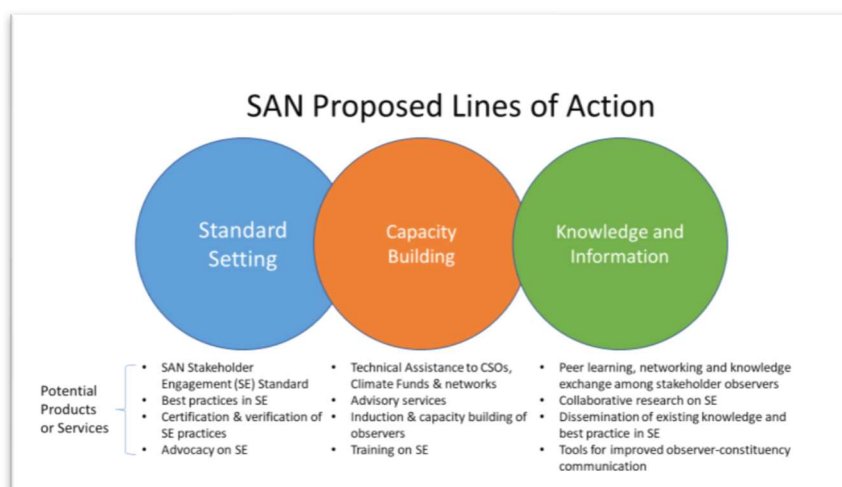 SAN Proposed Lines of Action
Standard
Setting
Capacity
Building
Knowledge and
Information
Potential
Products
or Services
• SAN Stakeholder
Engagement (SE) Standard
• Best practices in SE
• Certification & verification of
SE practices
• Advocacy on SE
• Technical Assistance to CSOs,
Climate Funds & networks
• Advisory services
• Induction & capacity building of
observers
• Training on SE
• Peer learning, networking and knowledge
exchange among stakeholder observers
• Collaborative research on SE
• Dissemination of existing knowledge and
best practice in SE
• Tools for improved observer-constituency
communication